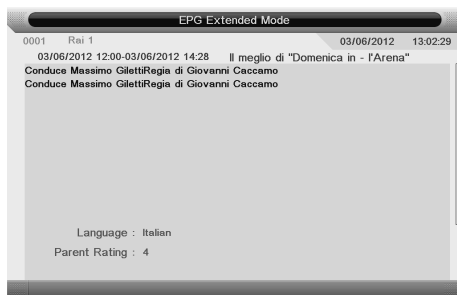 EPG Extended Mode
0001 Rai 1 03/06/2012 13:02:29
03/06/2012 12:00-03/06/2012 14:28 Il meglio di "Domenica in - l'Arena"
Conduce Massimo GilettiRegia di Giovanni Caccamo
Conduce Massimo GilettiRegia di Giovanni Caccamo
Language : Italian
Parent Rating : 4